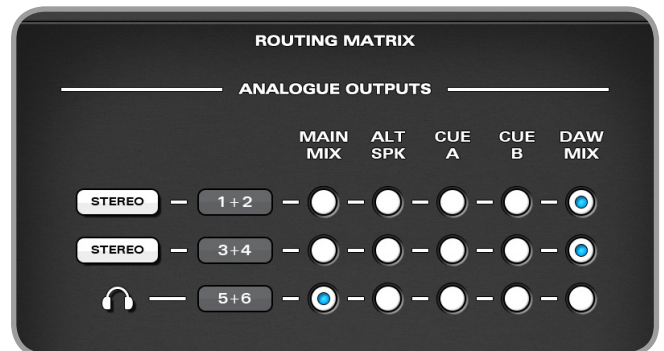 ROUTING MATRIX
ANALOGUE OUTPUTS
MAIN MIX ALT SPK CUE A CUE B DAW MIX
STEREO 1+2
STEREO 3+4
5+6